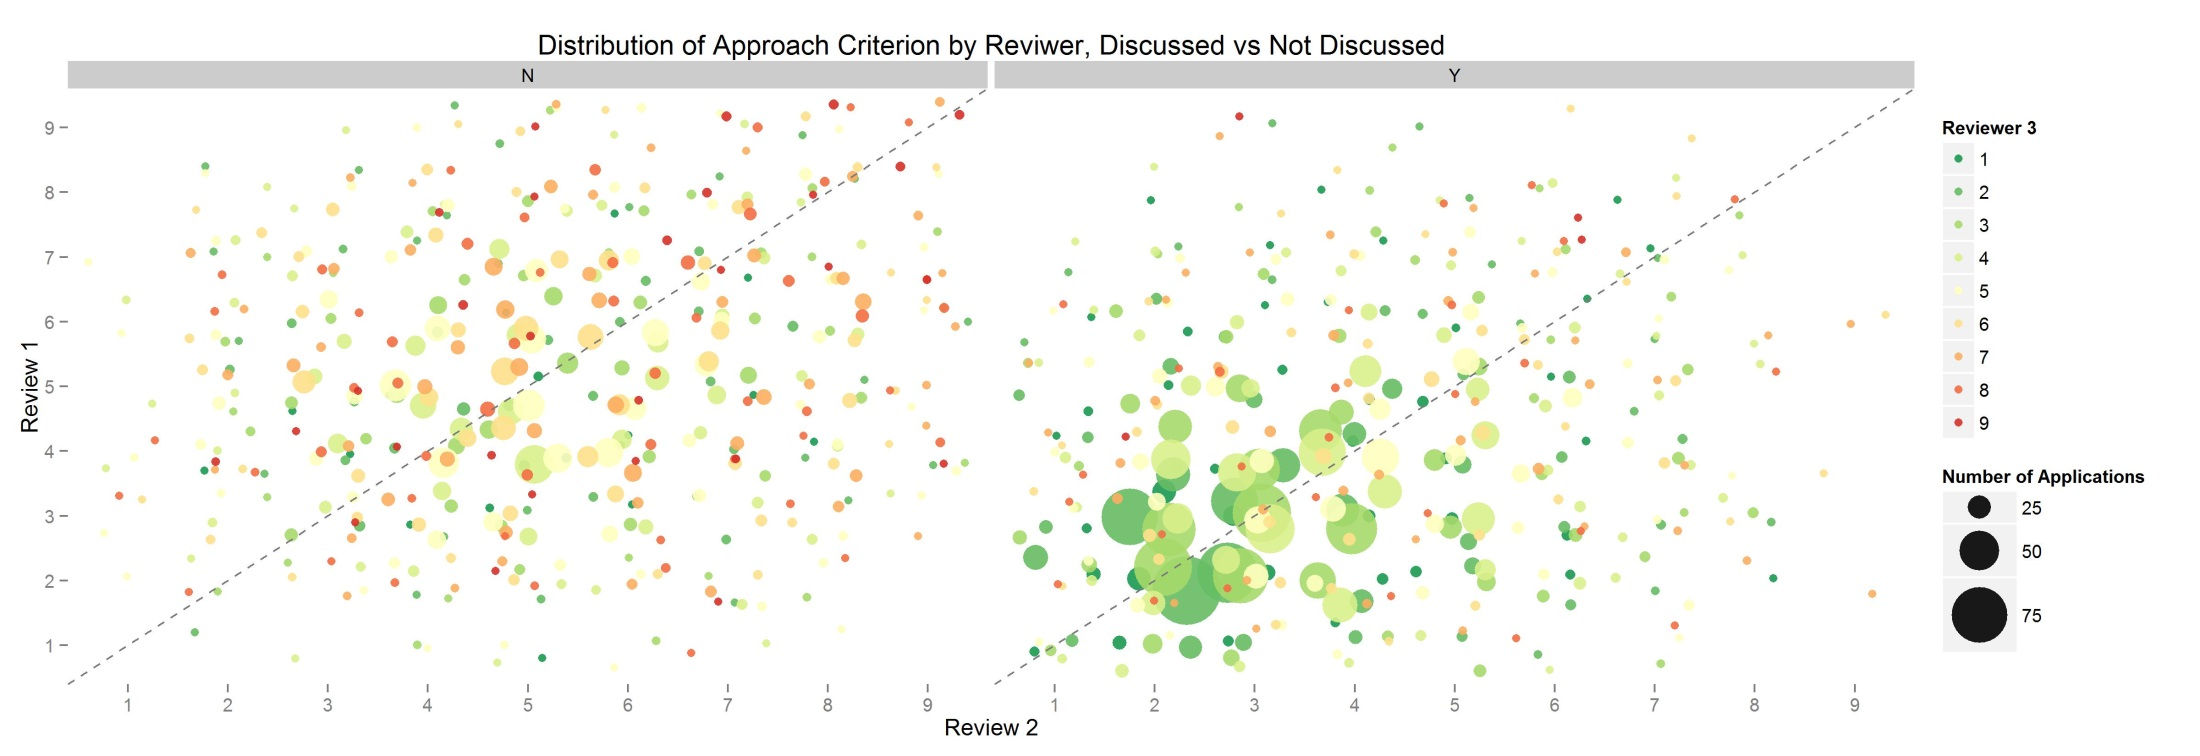 Distribution of Approach Criterion by Reviwer, Discussed vs Not Discussed
N
Y
9
8
7
6
5
4
3
2
1
Review 1
1 2 3 4 5 6 7 8 9
1 2 3 4 5 6 7 8 9
Review 2
Reviewer 3
1
2
3
4
5
6
7
8
9
Number of Applications
25
50
75